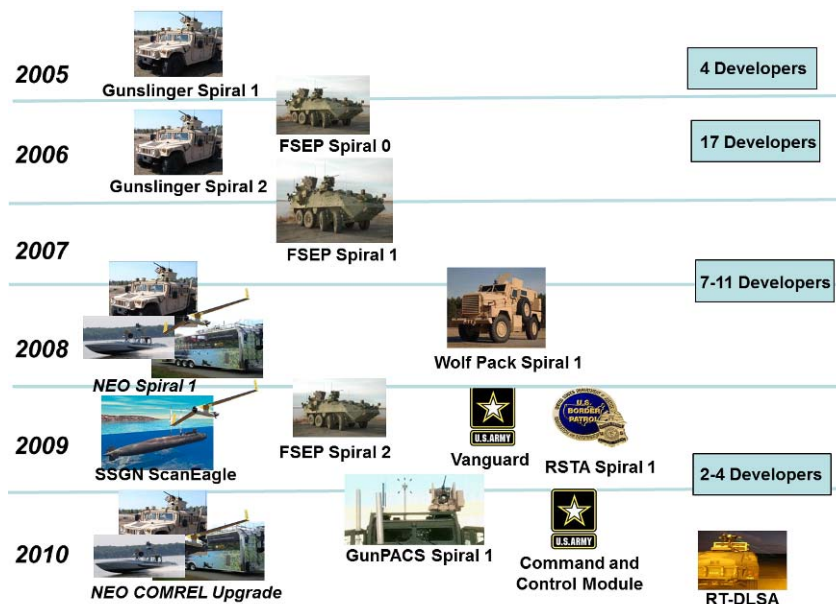 2005
Gunslinger Spiral 1
4 Developers
2006
Gunslinger Spiral 2
FSEP Spiral 0
17 Developers
2007
FSEP Spiral 1
7-11 Developers
2008
NEO Spiral 1
Wolf Pack Spiral 1
2009
SSGN ScanEagle
FSEP Spiral 2
U.S.ARMY
Vanguard
U.S.
BORDER
PATROL
RSTA Spiral 1
2-4 Developers
2010
NEO COMREL Upgrade
GunPACS Spiral 1
U.S.ARMY
Command and
Control Module
RT-DLSA